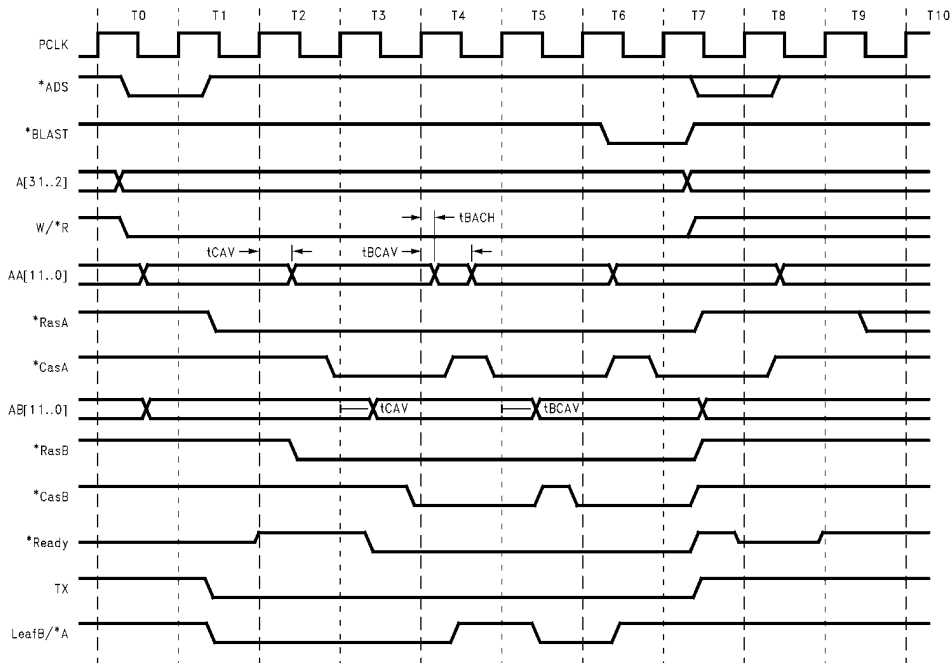 T0 T1 T2 T3 T4 T5 T6 T7 T8 T9 T10
PCLK
*ADS
*BLAST
A[31..2]
W/*R
tBACH
tCAV
tBCAV
AA[11..0]
*RasA
*CasA
AB[11..0]
tCAV
tBCAV
*RasB
*CasB
*Ready
TX
LeafB/*A